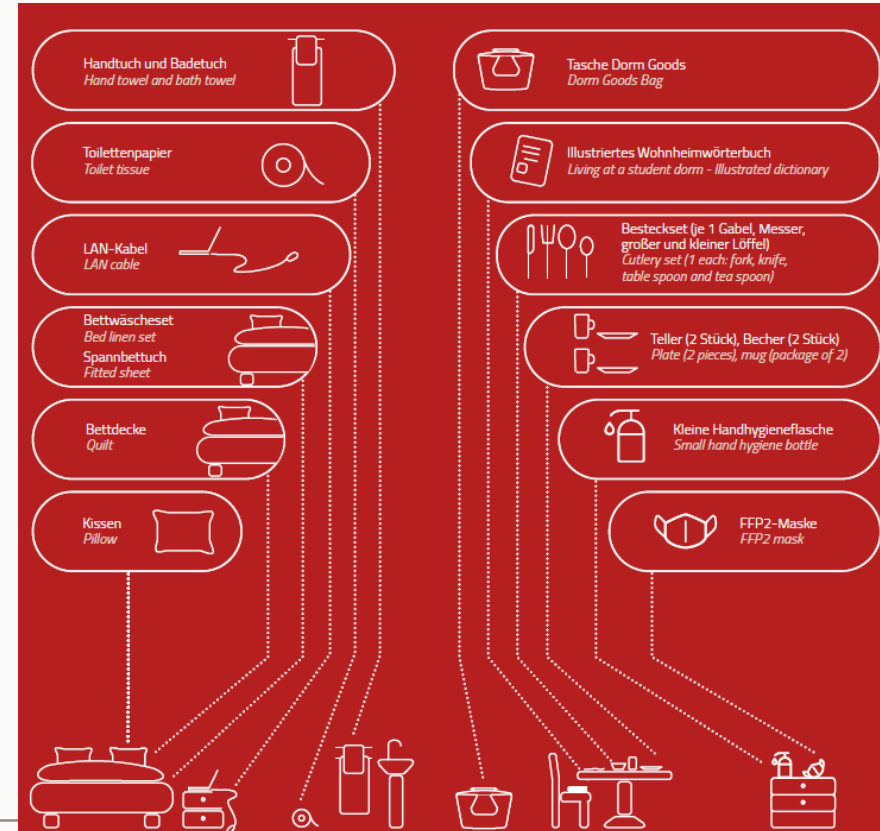 Handtuch und Badetuch
Hand towel and bath towel
Toilettenpapier
Toilet tissue
LAN-Kabel
LAN cable
Bettwäscheset
Bed linen set
Spannbettuch
Fitted sheet
Bettdecke
Quilt
Kissen
Pillow
Tasche Dorm Goods
Dorm Goods Bag
Illustriertes Wohnheimwörterbuch
Living at a student dorm - Illustrated dictionary
Besteckset (je 1 Gabel, Messer,
großer und kleiner Löffel)
Cutlery set (1 each: fork, knife,
table spoon and tea spoon)
Teller (2 Stück), Becher (2 Stück)
Plate (2 pieces), mug (package of 2)
Kleine Handhygieneflasche
Small hand hygiene bottle
FFP2-Maske
FFP2 mask